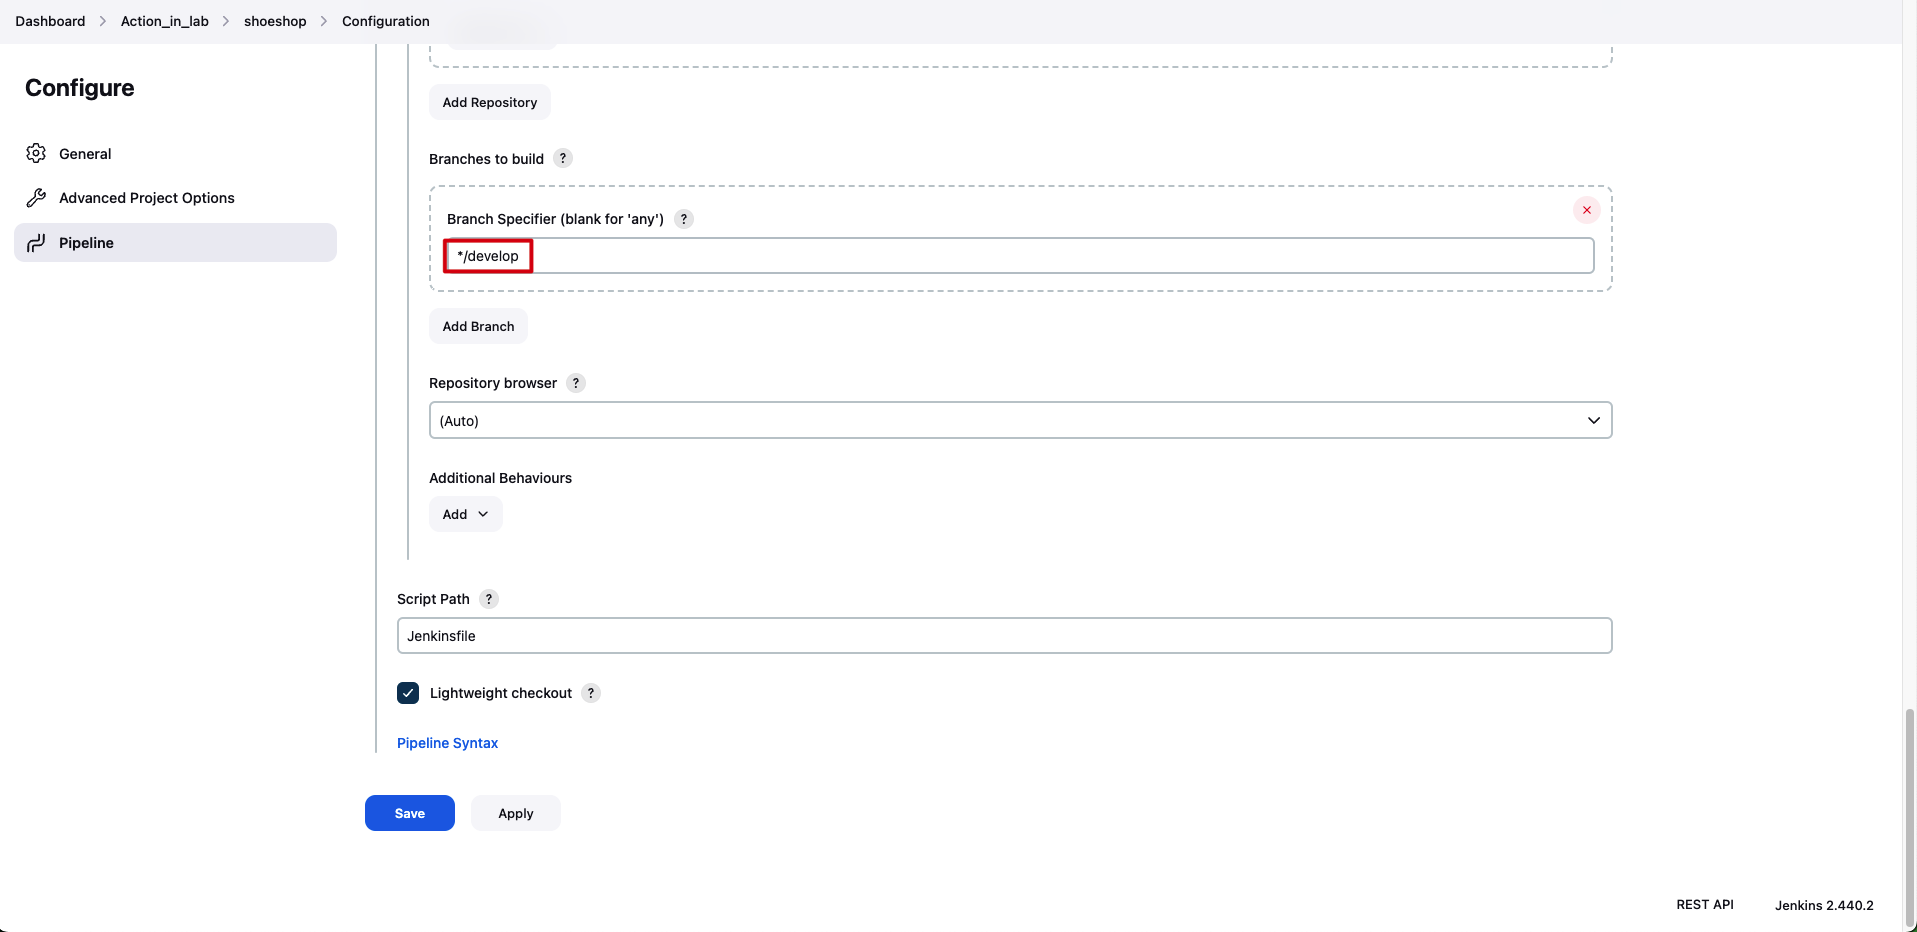 Dashboard > Action_in_lab > shoeshop > Configuration
Configure
General
Advanced Project Options
Pipeline
Add Repository
Branches to build ?
Branch Specifier (blank for 'any') ?
*/develop
Add Branch
Repository browser ?
(Auto)
Additional Behaviours
Add
Script Path ?
Jenkinsfile
Lightweight checkout ?
Pipeline Syntax
Save Apply
REST API Jenkins 2.440.2